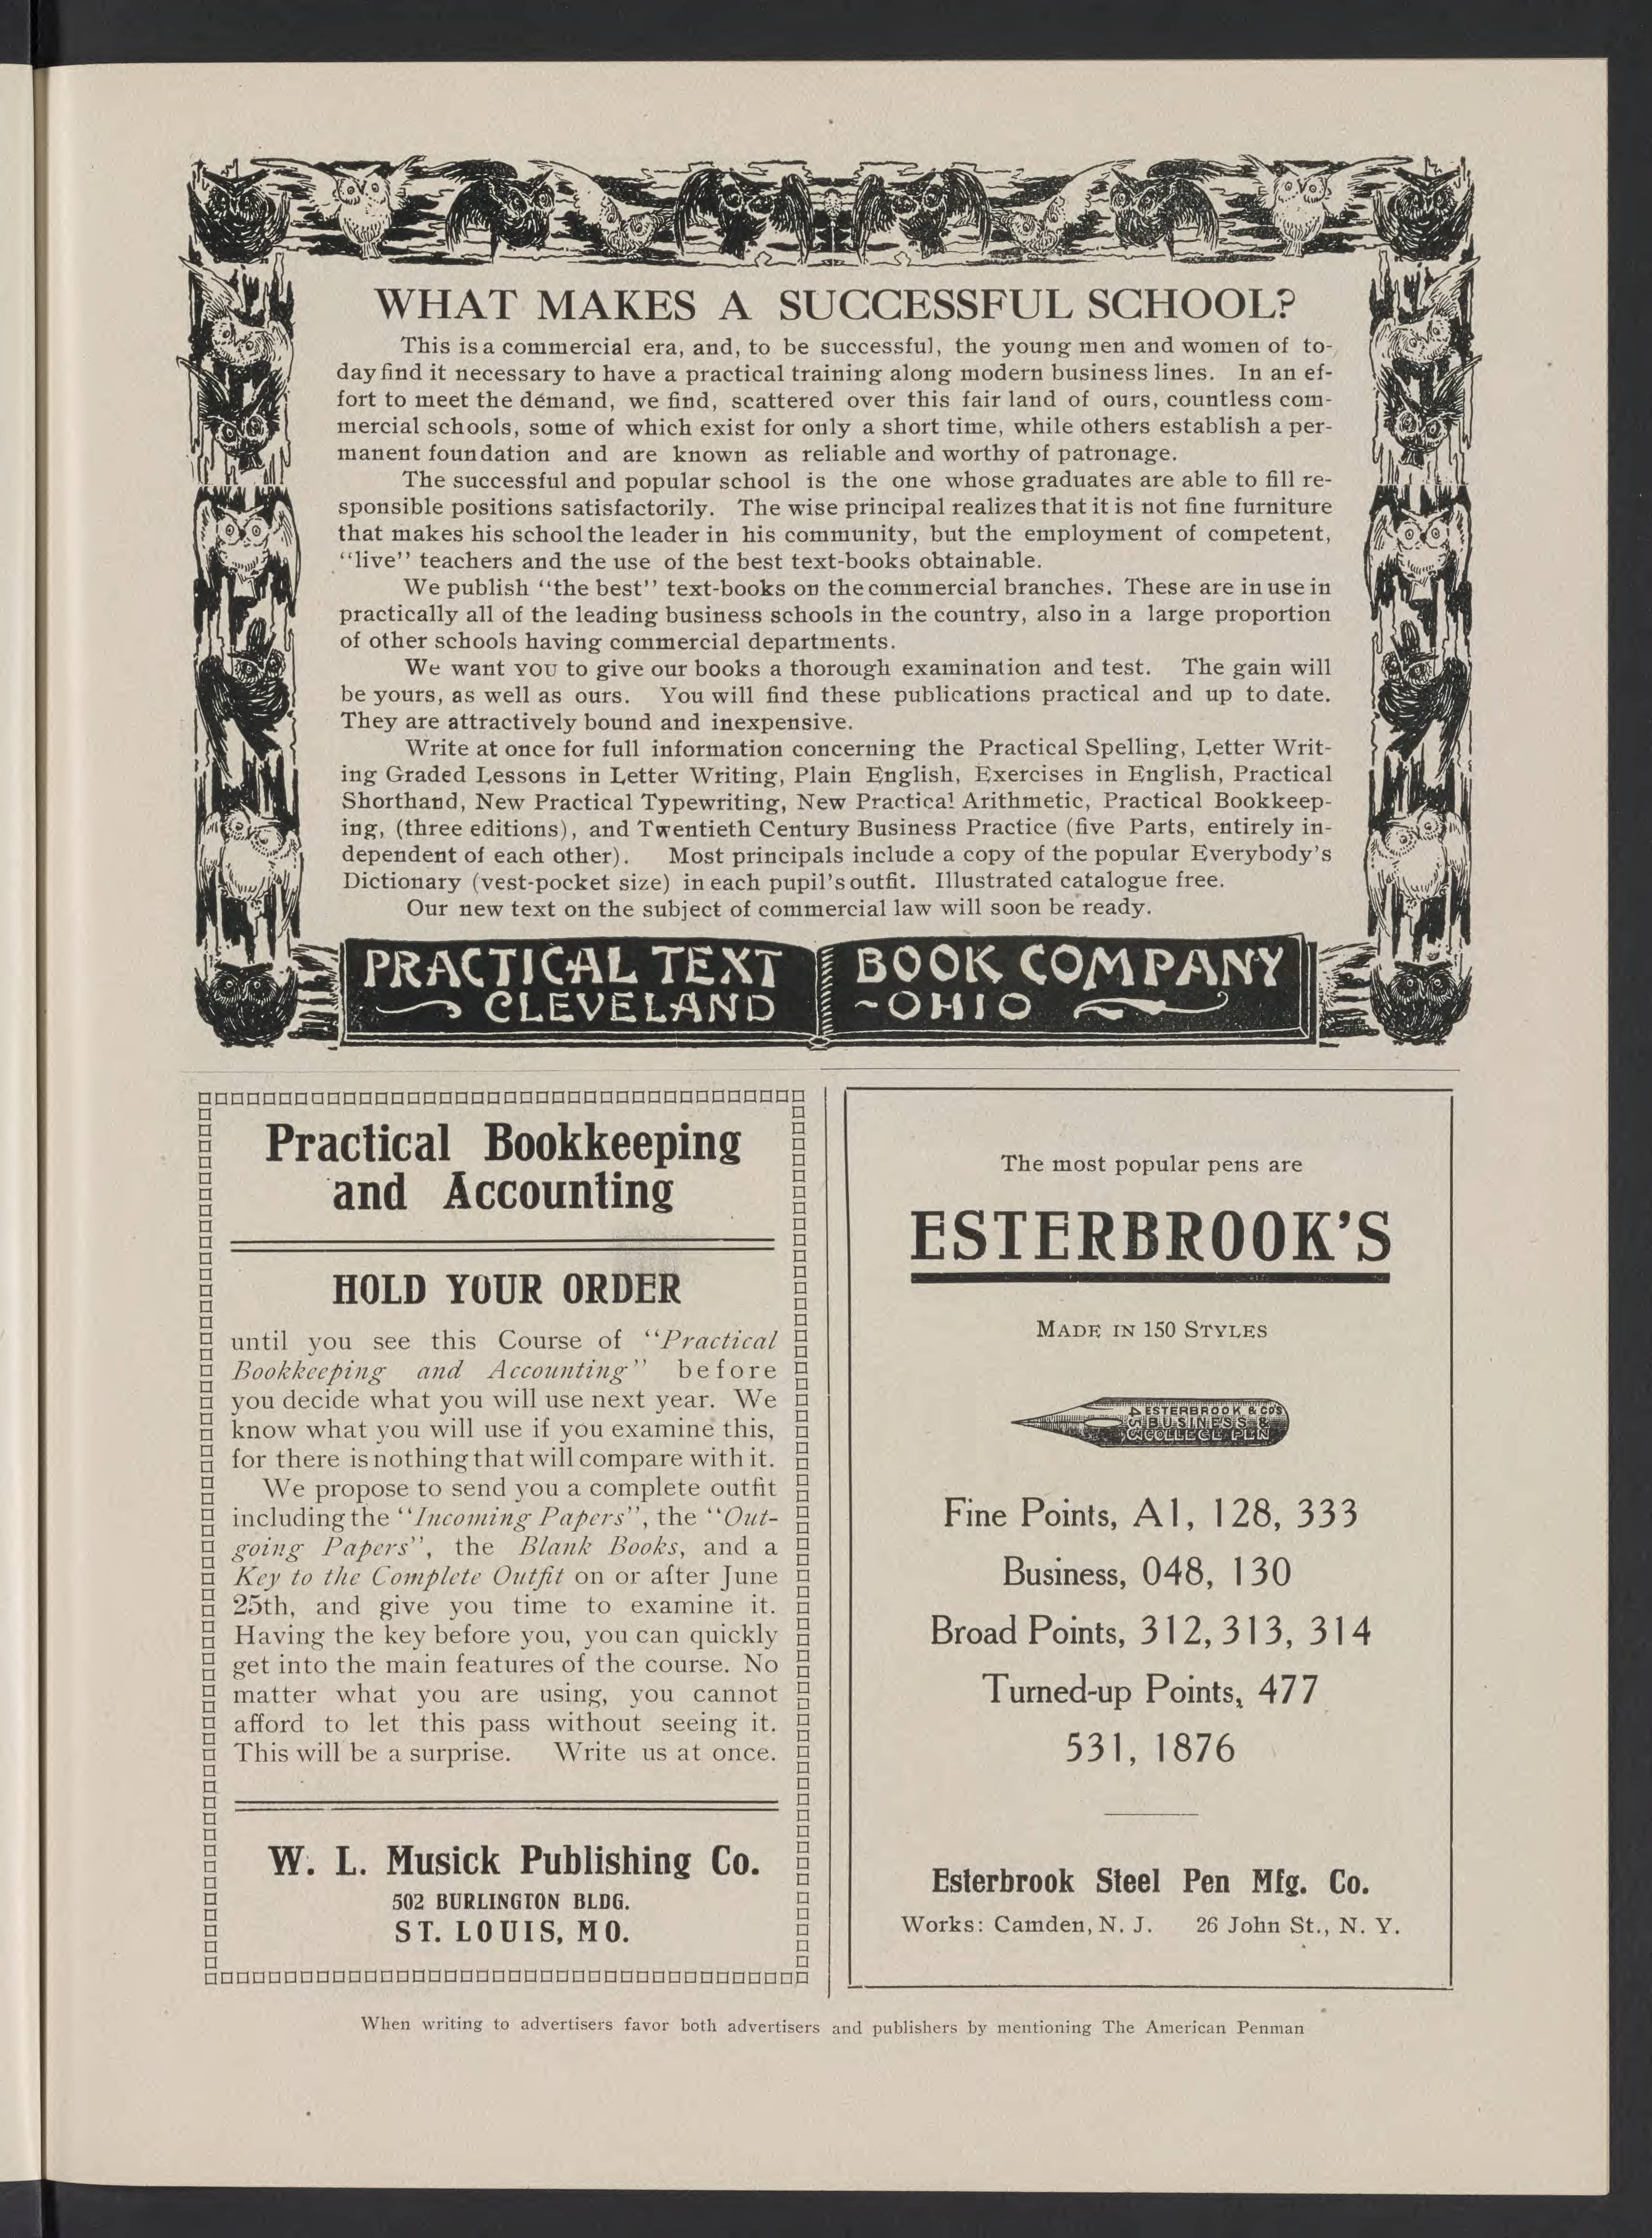 WHAT MAKES A SUCCESSFUL SCHOOL?
This is a commercial era, and, to be successful, the young men and women of to-
day find it necessary to have a practical training along modern business lines. In an ef-
fort to meet the demand, we find, scattered over this fair land of ours, countless com-
mercial schools, some of which exist for only a short time, while others establish a per-
manent foundation and are known as reliable and worthy of patronage.
The successful and popular school is the one whose graduates are able to fill re-
sponsible positions satisfactorily. The wise principal realizes that it is not fine furniture
that makes his school the leader in his community, but the employment of competent,
"live" teachers and the use of the best text-books obtainable.
We publish "the best" text-books on the commercial branches. These are in use in
practically all of the leading business schools in the country, also in a large proportion
of other schools having commercial departments.
We want YOU to give our books a thorough examination and test. The gain will
be yours, as well as ours. You will find these publications practical and up to date.
They are attractively bound and inexpensive.
Write at once for full information concerning the Practical Spelling, Letter Writ-
ing Graded Lessons in Letter Writing, Plain English, Exercises in English, Practical
Shorthand, New Practical Typewriting, New Practical Arithmetic, Practical Bookkeep-
ing, (three editions), and Twentieth Century Business Practice (five Parts, entirely in-
dependent of each other). Most principals include a copy of the popular Everybody's
Dictionary (vest-pocket size) in each pupil's outfit. Illustrated catalogue free.
Our new text on the subject of commercial law will soon be ready.
PRACTICAL TEXT BOOK COMPANY
CLEVELAND ~OHIO
Practical Bookkeeping
and Accounting
HOLD YOUR ORDER
until you see this Course of "Practical
Bookkeeping and Accounting" before
you decide what you will use next year. We
know what you will use if you examine this,
for there is nothing that will compare with it.
We propose to send you a complete outfit
including the "Incoming Papers", the "Out-
going Papers", the Blank Books, and a
Key to the Complete Outfit on or after June
25th, and give you time to examine it.
Having the key before you, you can quickly
get into the main features of the course. No
matter what you are using, you cannot
afford to let this pass without seeing it.
This will be a surprise. Write us at once.
W. L. Musick Publishing Co.
502 BURLINGTON BLDG.
ST. LOUIS, MO.
The most popular pens are
ESTERBROOK'S
MADE IN 150 STYLES
ESTERBROOK & CO'S
BUSINESS &
COLLEGE PEN
Fine Points, A1, 128, 333
Business, 048, 130
Broad Points, 312, 313, 314
Turned-up Points, 477
531, 1876
Esterbrook Steel Pen Mfg. Co.
Works: Camden, N. J. 26 John St., N. Y.
When writing to advertisers favor both advertisers and publishers by mentioning The American Penman